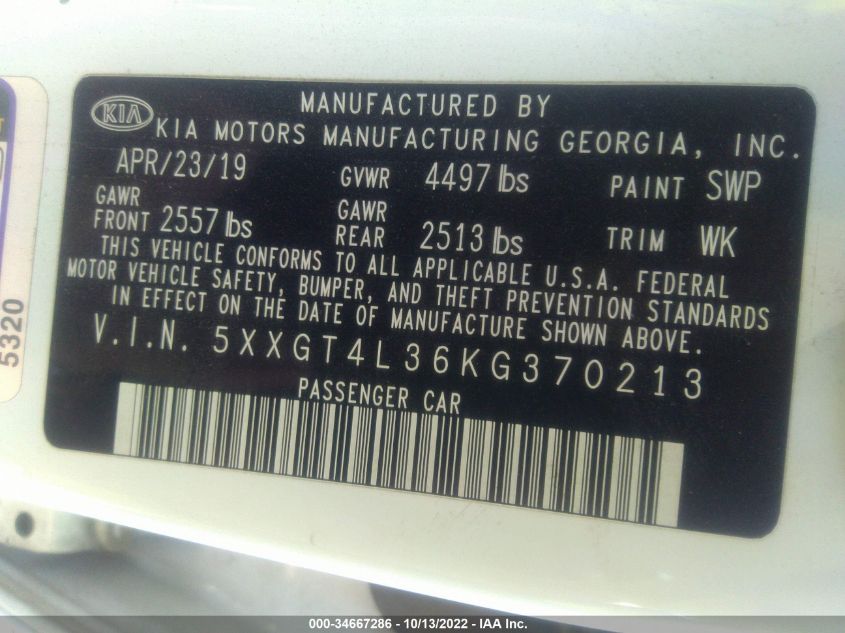 MANUFACTURED BY
KIA KIA MOTORS MANUFACTURING GEORGIA, INC.
APR/23/19 GVWR 4497 lbs PAINT SWP
GAWR FRONT 2557 lbs GAWR REAR 2513 lbs TRIM WK
THIS VEHICLE CONFORMS TO ALL APPLICABLE U.S.A. FEDERAL
MOTOR VEHICLE SAFETY, BUMPER, AND THEFT PREVENTION STANDARDS
IN EFFECT ON THE DATE OF MANUFACTURE SHOWN ABOVE.
V.I.N. 5XXGT4L36KG370213
PASSENGER CAR
5320
000-34667286 - 10/13/2022 - IAAI.com